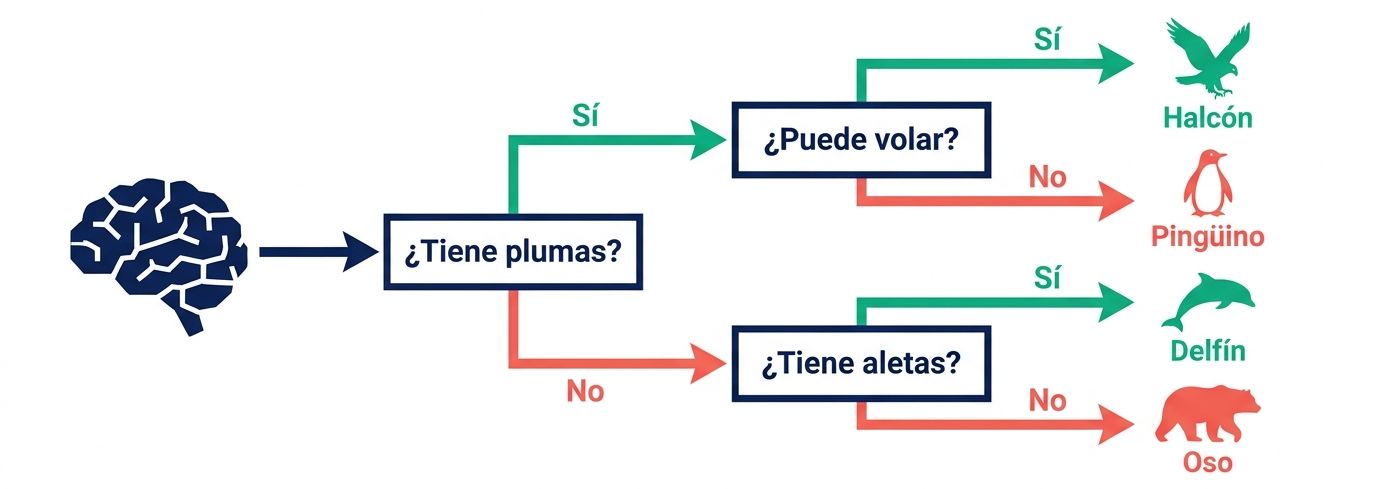 ¿Tiene plumas?
Sí
¿Puede volar?
Sí
Halcón
No
Pingüino
No
¿Tiene aletas?
Sí
Delfín
No
Oso